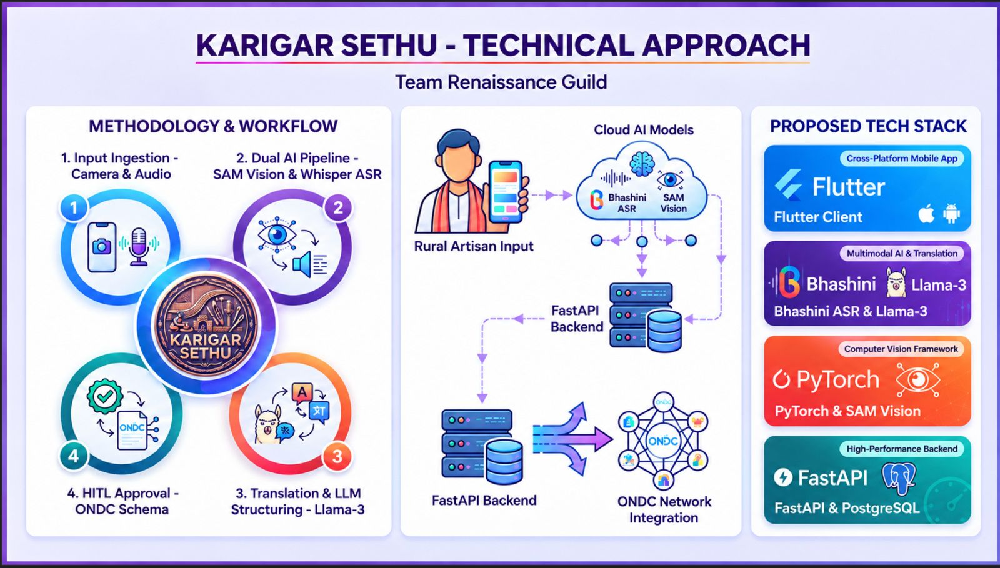 KARIGAR SETHU - TECHNICAL APPROACH
Team Renaissance Guild
METHODOLOGY & WORKFLOW
1. Input Ingestion -
Camera & Audio
2. Dual AI Pipeline -
SAM Vision & Whisper ASR
1
2
KARIGAR
SETHU
ONDC
A
文T
4
3
4. HITL Approval -
ONDC Schema
3. Translation & LLM
Structuring - Llama-3
Cloud AI Models
Bhashini
ASR
SAM
Vision
Rural Artisan Input
FastAPI
Backend
FastAPI Backend
ONDC
ONDC
ONDC Network
Integration
PROPOSED TECH STACK
Cross-Platform Mobile App
Flutter
Flutter Client
Multimodal AI & Translation
Bhashini
Llama-3
Bhashini ASR & Llama-3
Computer Vision Framework
PyTorch
PyTorch & SAM Vision
High-Performance Backend
FastAPI
FastAPI & PostgreSQL